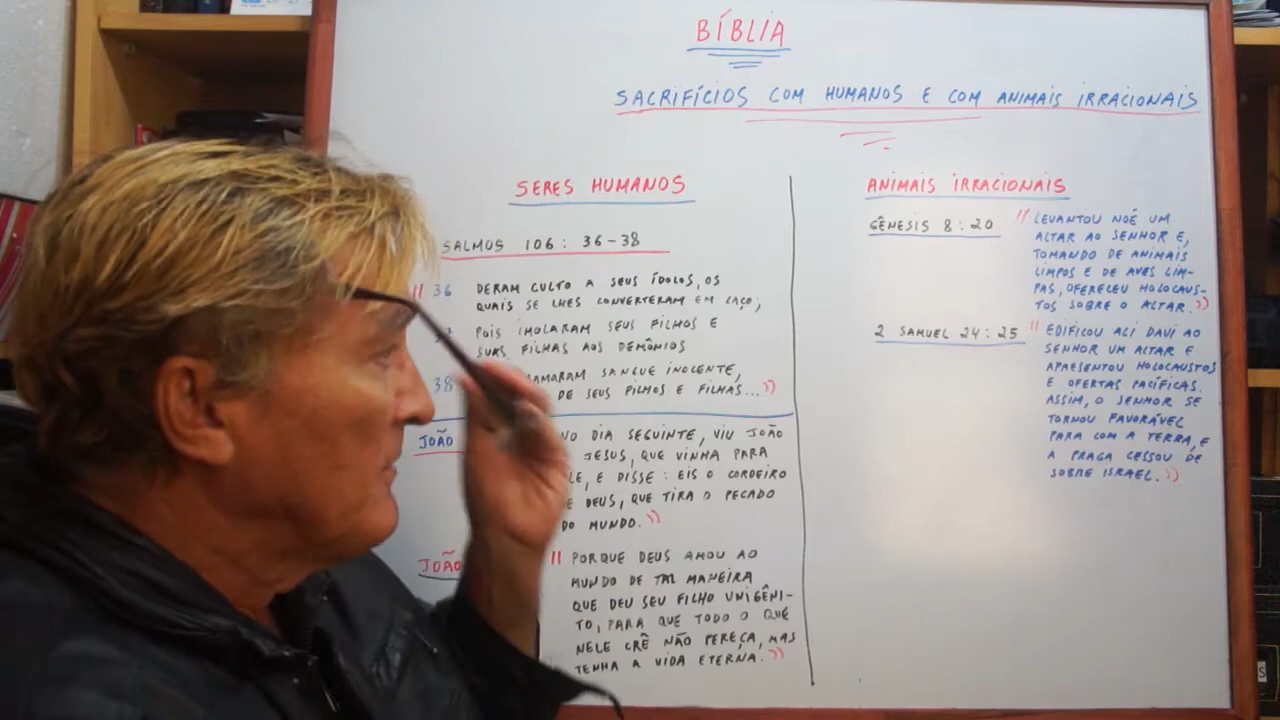 BÍBLIA
SACRIFÍCIOS COM HUMANOS E COM ANIMAIS IRRACIONAIS
SERES HUMANOS
SALMOS 106: 36-38
" 36 DERAM CULTO A SEUS ÍDOLOS, OS
QUAIS SE LHES CONVERTERAM EM LAÇO;
POIS IMOLARAM SEUS FILHOS E
SUAS FILHAS AOS DEMÔNIOS
38 SANGUE INOCENTE,
DE SEUS FILHOS E FILHAS..."
JOÃO
NO DIA SEGUINTE, VIU JOÃO
JESUS, QUE VINHA PARA
E DISSE: EIS O CORDEIRO
DEUS, QUE TIRA O PECADO
DO MUNDO."
JOÃO
" PORQUE DEUS AMOU AO
MUNDO DE TAL MANEIRA
QUE DEU SEU FILHO UNIGÊNI-
TO, PARA QUE TODO O QUE
NELE CRÊ NÃO PEREÇA, MAS
TENHA A VIDA ETERNA."
ANIMAIS IRRACIONAIS
GÊNESIS 8:20
" LEVANTOU NOÉ UM
ALTAR AO SENHOR E,
TOMANDO DE ANIMAIS
LIMPOS E DE AVES LIM-
PAS, OFERECEU HOLOCAUS-
TOS SOBRE O ALTAR."
2 SAMUEL 24:25
" EDIFICOU ALI DAVI AO
SENHOR UM ALTAR E
APRESENTOU HOLOCAUSTOS
E OFERTAS PACÍFICAS.
ASSIM, O SENHOR SE
TORNOU FAVORÁVEL
PARA COM A TERRA, E
A PRAGA CESSOU DE
SOBRE ISRAEL."